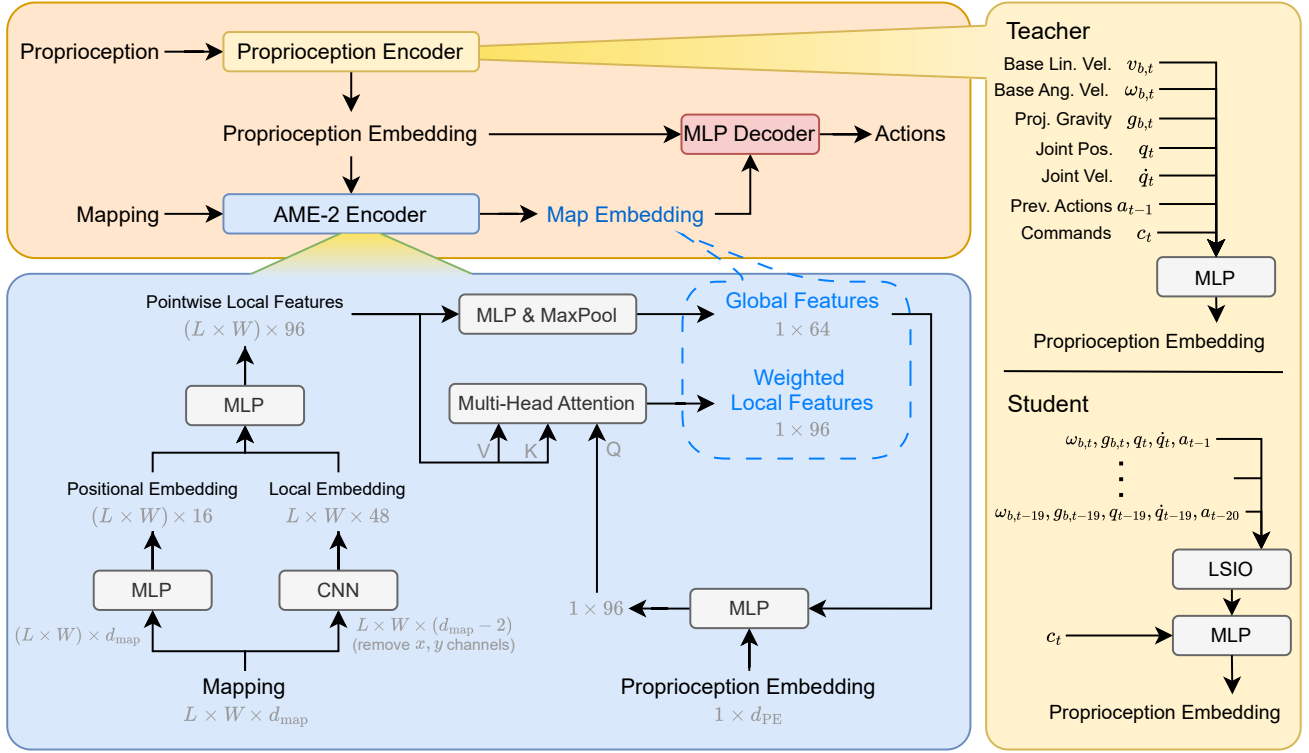 Proprioception
Proprioception Encoder
Proprioception Embedding
MLP Decoder
Actions
Mapping
AME-2 Encoder
Map Embedding
Pointwise Local Features
(L × W) × 96
MLP & MaxPool
Global Features
1 × 64
MLP
Multi-Head Attention
Weighted
Local Features
1 × 96
V
K
Q
Positional Embedding
(L × W) × 16
Local Embedding
L × W × 48
MLP
CNN
(L × W) × d_map
L × W × (d_map − 2)
(remove x, y channels)
Mapping
L × W × d_map
1 × 96
MLP
Proprioception Embedding
1 × d_PE
Teacher
Base Lin. Vel. v_{b,t}
Base Ang. Vel. ω_{b,t}
Proj. Gravity g_{b,t}
Joint Pos. q_t
Joint Vel. q̇_t
Prev. Actions a_{t−1}
Commands c_t
MLP
Proprioception Embedding
Student
ω_{b,t}, g_{b,t}, q_t, q̇_t, a_{t−1}
ω_{b,t−19}, g_{b,t−19}, q_{t−19}, q̇_{t−19}, a_{t−20}
LSIO
c_t
MLP
Proprioception Embedding